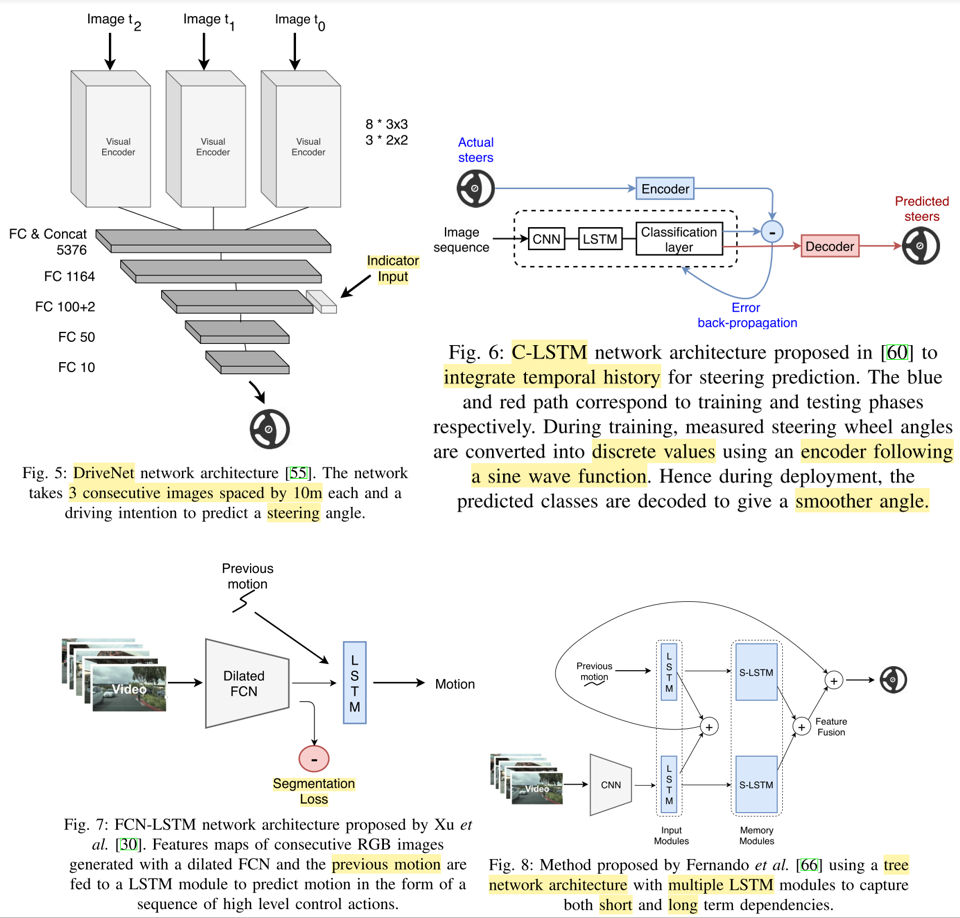 Image t2
Image t1
Image t0
Visual
Encoder
Visual
Encoder
Visual
Encoder
8 * 3x3
3 * 2x2
FC & Concat
5376
FC 1164
Indicator
Input
FC 100+2
FC 50
FC 10
Fig. 5: DriveNet network architecture [55]. The network
takes 3 consecutive images spaced by 10m each and a
driving intention to predict a steering angle.
Actual
steers
Encoder
Predicted
steers
Image
sequence
CNN
LSTM
Classification
layer
-
Decoder
Error
back-propagation
Fig. 6: C-LSTM network architecture proposed in [60] to
integrate temporal history for steering prediction. The blue
and red path correspond to training and testing phases
respectively. During training, measured steering wheel angles
are converted into discrete values using an encoder following
a sine wave function. Hence during deployment, the
predicted classes are decoded to give a smoother angle.
Previous
motion
Video
Dilated
FCN
L
S
T
M
Motion
-
Segmentation
Loss
Fig. 7: FCN-LSTM network architecture proposed by Xu et
al. [30]. Features maps of consecutive RGB images
generated with a dilated FCN and the previous motion are
fed to a LSTM module to predict motion in the form of a
sequence of high level control actions.
Previous
motion
L
S
T
M
S-LSTM
+
+
+
Feature
Fusion
Video
CNN
L
S
T
M
S-LSTM
Input
Modules
Memory
Modules
Fig. 8: Method proposed by Fernando et al. [66] using a tree
network architecture with multiple LSTM modules to capture
both short and long term dependencies.